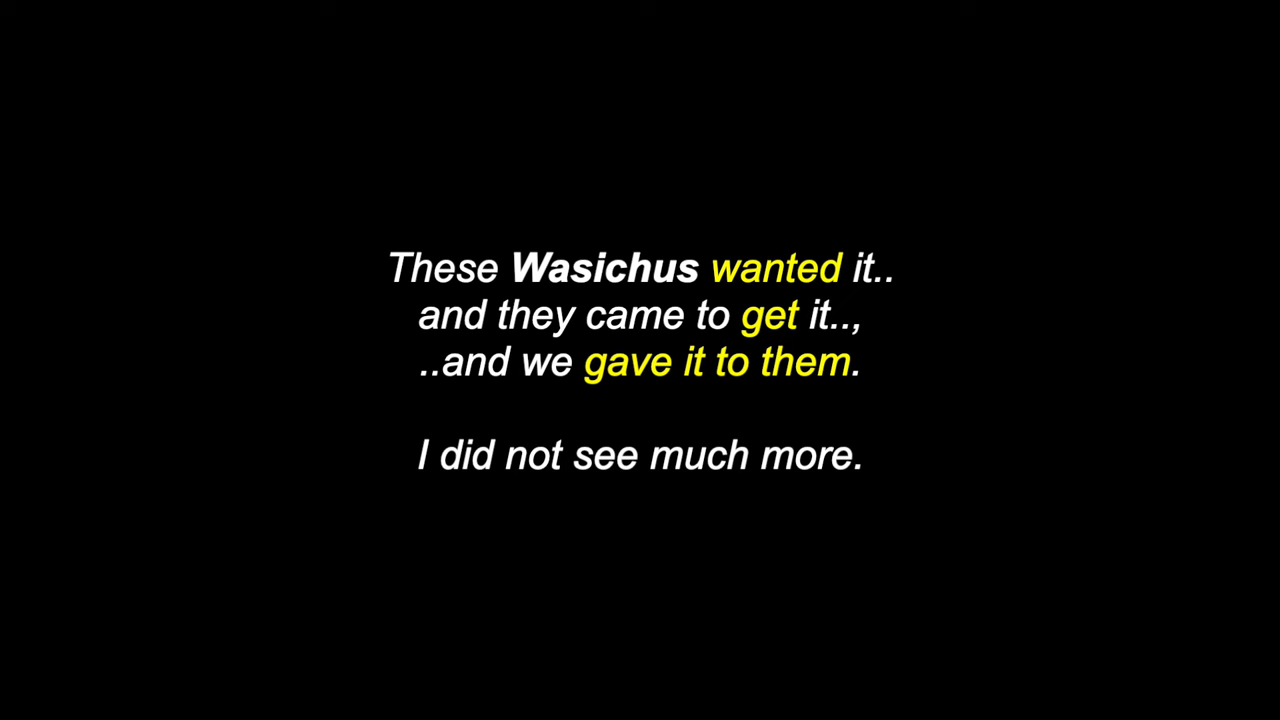 These Wasichus wanted it..
and they came to get it..,
..and we gave it to them.
I did not see much more.